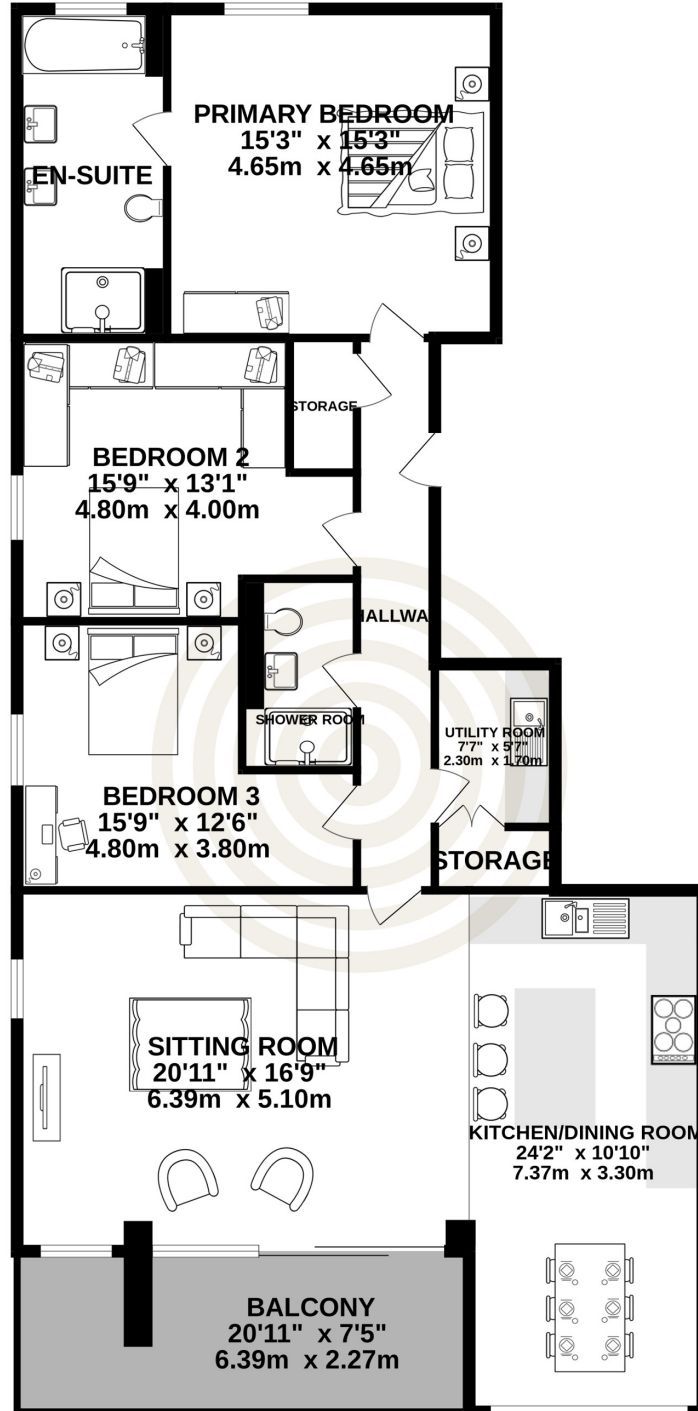 PRIMARY BEDROOM
15'3" x 15'3"
4.65m x 4.65m
EN-SUITE
STORAGE
BEDROOM 2
15'9" x 13'1"
4.80m x 4.00m
HALLWA
SHOWER ROOM
UTILITY ROOM
7'7" x 5'7"
2.30m x 1.70m
BEDROOM 3
15'9" x 12'6"
4.80m x 3.80m
STORAGE
SITTING ROOM
20'11" x 16'9"
6.39m x 5.10m
KITCHEN/DINING ROOM
24'2" x 10'10"
7.37m x 3.30m
BALCONY
20'11" x 7'5"
6.39m x 2.27m